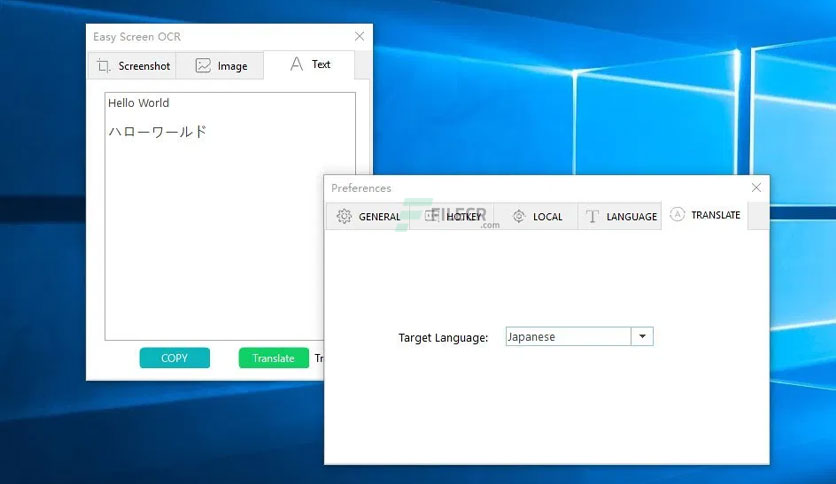 Easy Screen OCR
Screenshot
Image
Text
Hello World
ハローワールド
COPY
Translate
Preferences
GENERAL
HOTKEY
LOCAL
LANGUAGE
TRANSLATE
FILECR
.com
Target Language:
Japanese